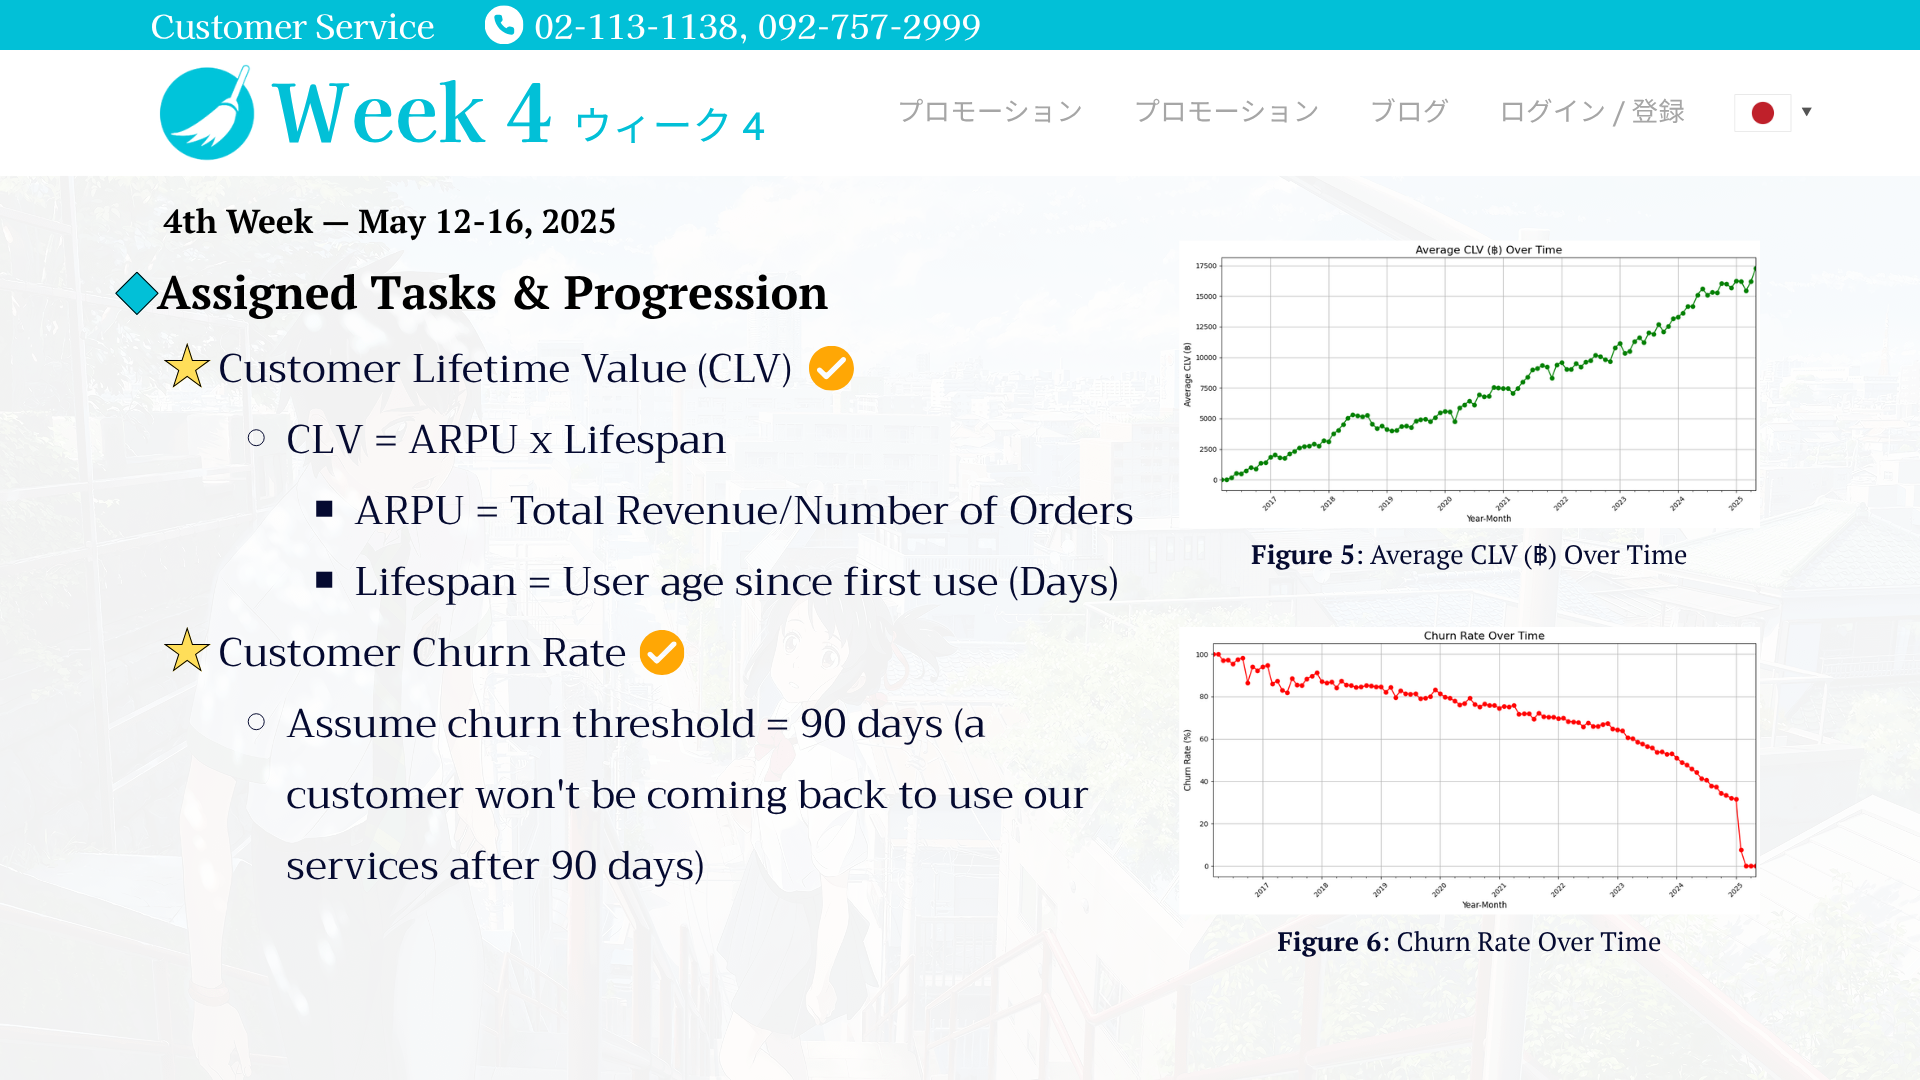 Customer Service 02-113-1138, 092-757-2999
Week 4 ウィーク 4
プロモーション プロモーション ブログ ログイン / 登録
4th Week — May 12-16, 2025
Assigned Tasks & Progression
Customer Lifetime Value (CLV)
CLV = ARPU x Lifespan
ARPU = Total Revenue/Number of Orders
Lifespan = User age since first use (Days)
Customer Churn Rate
Assume churn threshold = 90 days (a
customer won't be coming back to use our
services after 90 days)
Average CLV (฿) Over Time
Average CLV (฿)
17500
15000
12500
10000
7500
5000
2500
0
2017 2018 2019 2020 2021 2022 2023 2024 2025
Year-Month
Figure 5: Average CLV (฿) Over Time
Churn Rate Over Time
Churn Rate (%)
100
80
60
40
20
0
2017 2018 2019 2020 2021 2022 2023 2024 2025
Year-Month
Figure 6: Churn Rate Over Time